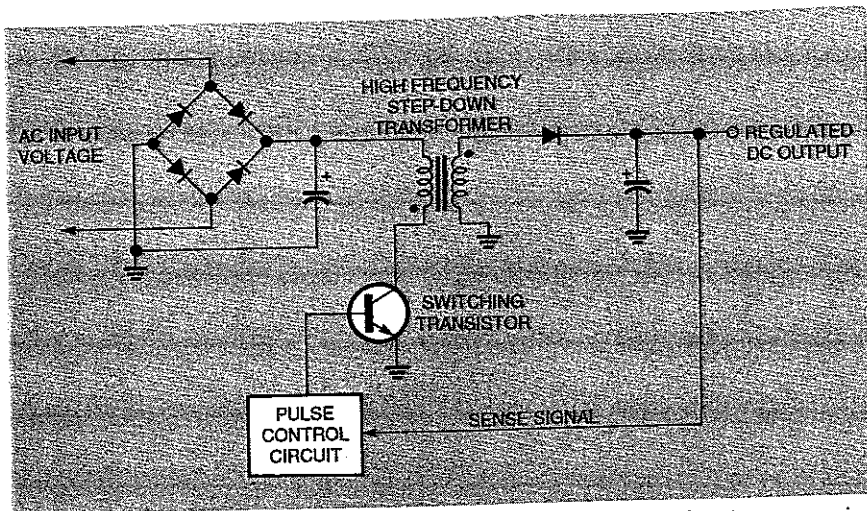 HIGH FREQUENCY
STEP-DOWN
TRANSFORMER
AC INPUT
VOLTAGE
REGULATED
DC OUTPUT
+
+
SWITCHING
TRANSISTOR
PULSE
CONTROL
CIRCUIT
SENSE SIGNAL